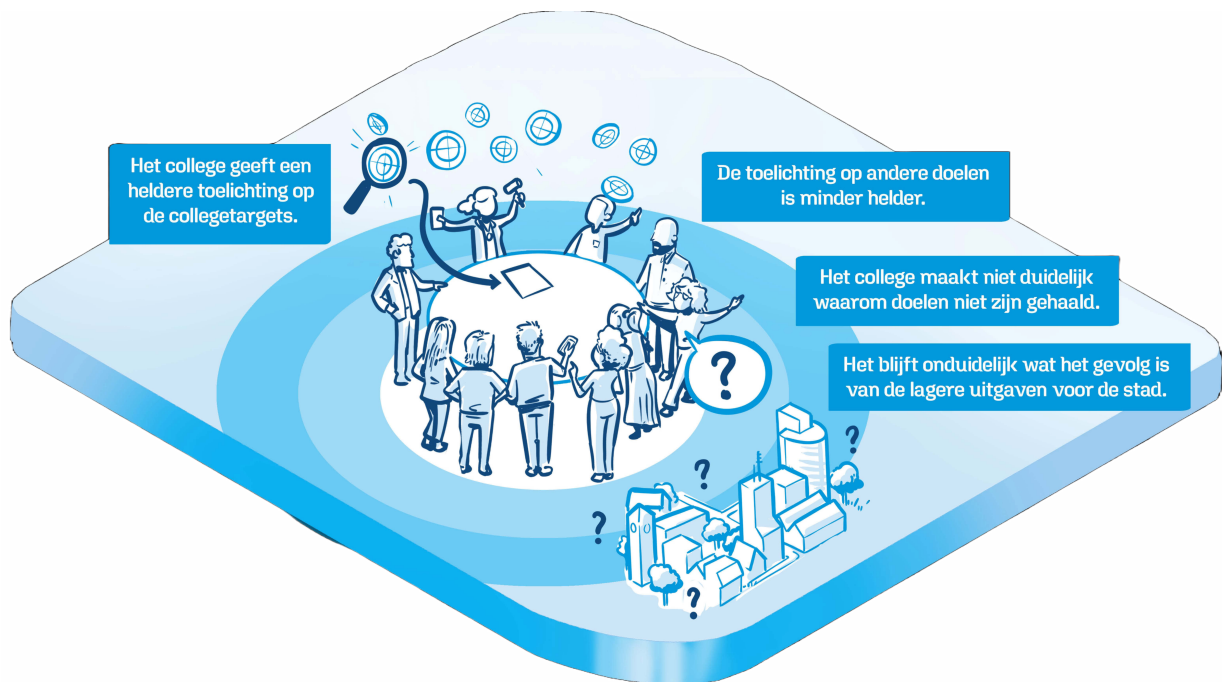 Het college geeft een
heldere toelichting op
de collegetargets.
De toelichting op andere doelen
is minder helder.
Het college maakt niet duidelijk
waarom doelen niet zijn gehaald.
Het blijft onduidelijk wat het gevolg is
van de lagere uitgaven voor de stad.
?
?
?
?
?